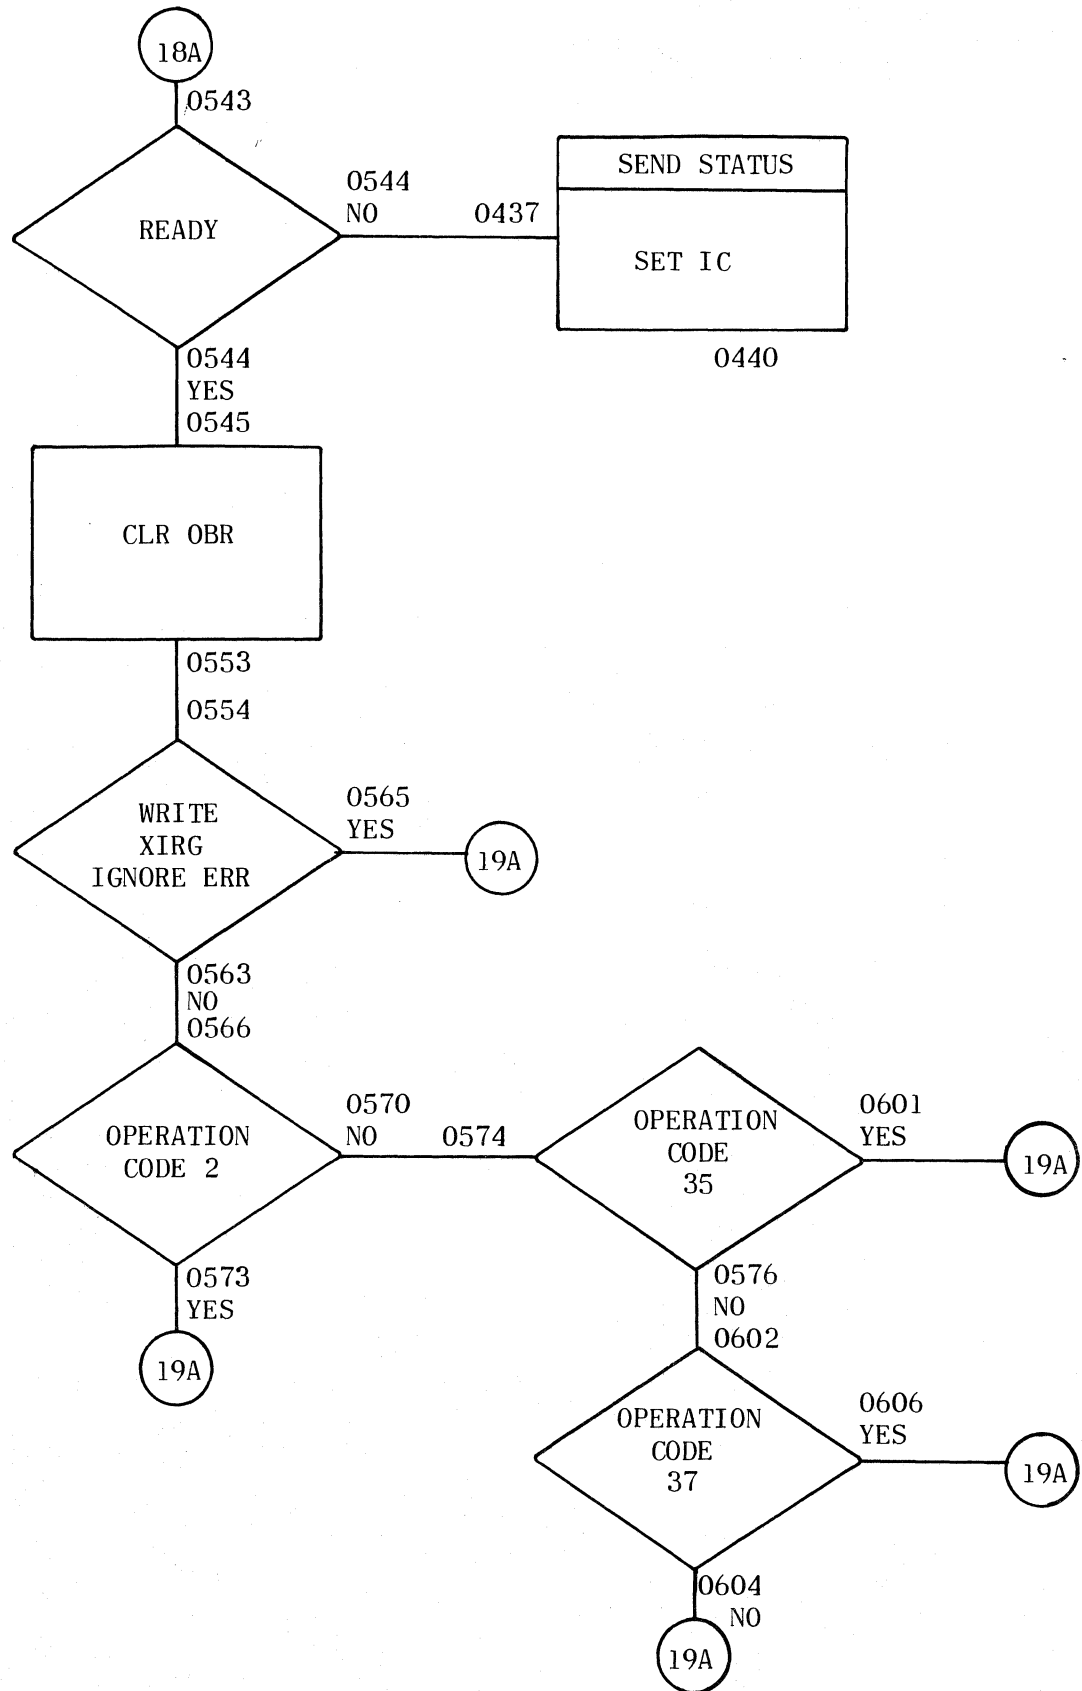 18A
0543
READY
0544
NO
0437
SEND STATUS
SET IC
0440
0544
YES
0545
CLR OBR
0553
0554
WRITE
XIRG
IGNORE ERR
0565
YES
19A
0563
NO
0566
OPERATION
CODE 2
0570
NO
0574
OPERATION
CODE
35
0601
YES
19A
0573
YES
19A
0576
NO
0602
OPERATION
CODE
37
0606
YES
19A
0604
NO
19A